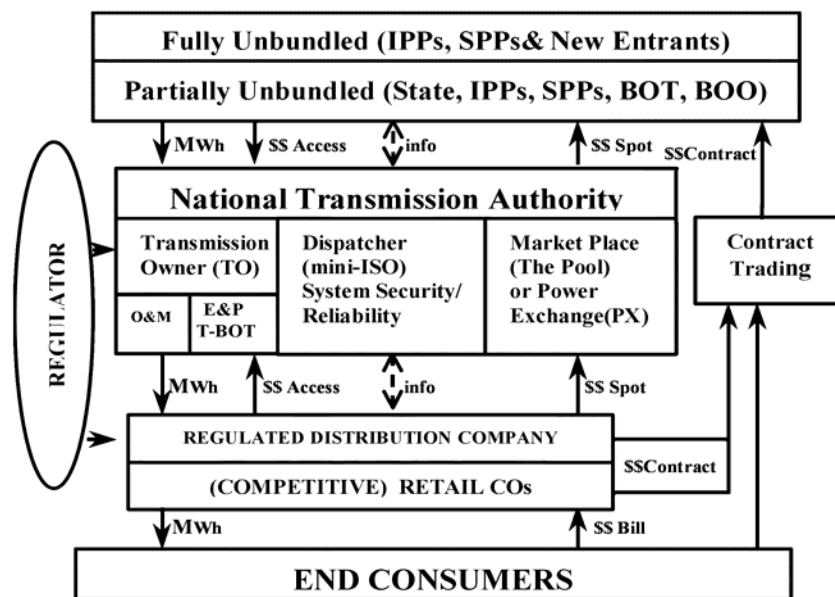 Fully Unbundled (IPPs, SPPs& New Entrants)
Partially Unbundled (State, IPPs, SPPs, BOT, BOO)
MWh
$$ Access
info
$$ Spot
$$Contract
National Transmission Authority
Transmission
Owner (TO)
O&M
E&P
T-BOT
Dispatcher
(mini-ISO)
System Security/
Reliability
Market Place
(The Pool)
or Power
Exchange(PX)
Contract
Trading
REGULATOR
MWh
$$ Access
info
$$ Spot
REGULATED DISTRIBUTION COMPANY
(COMPETITIVE) RETAIL COs
$$Contract
MWh
$$ Bill
END CONSUMERS